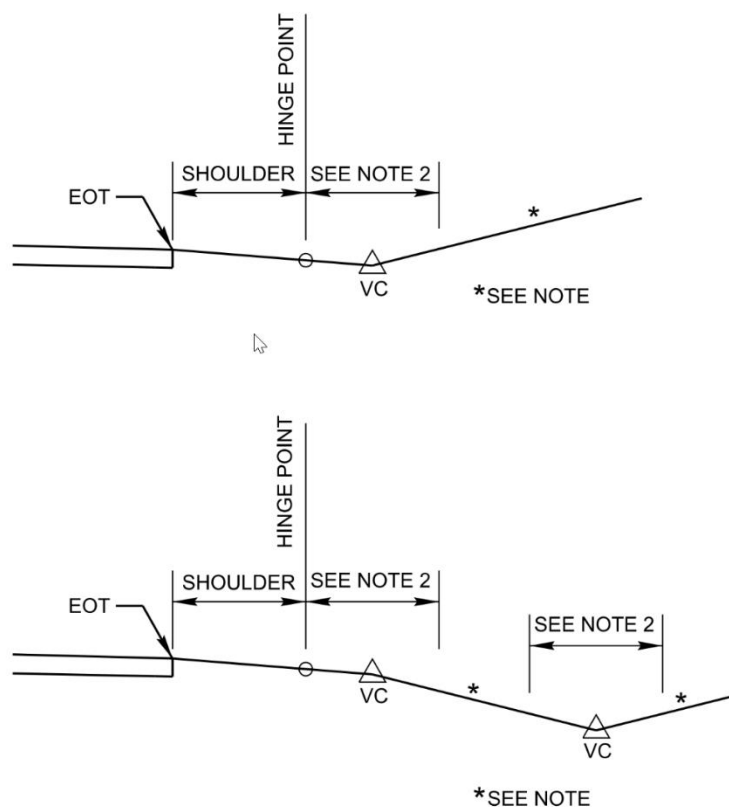 HINGE POINT
SHOULDER
SEE NOTE 2
EOT
VC
*SEE NOTE
HINGE POINT
SHOULDER
SEE NOTE 2
EOT
SEE NOTE 2
VC
VC
*SEE NOTE